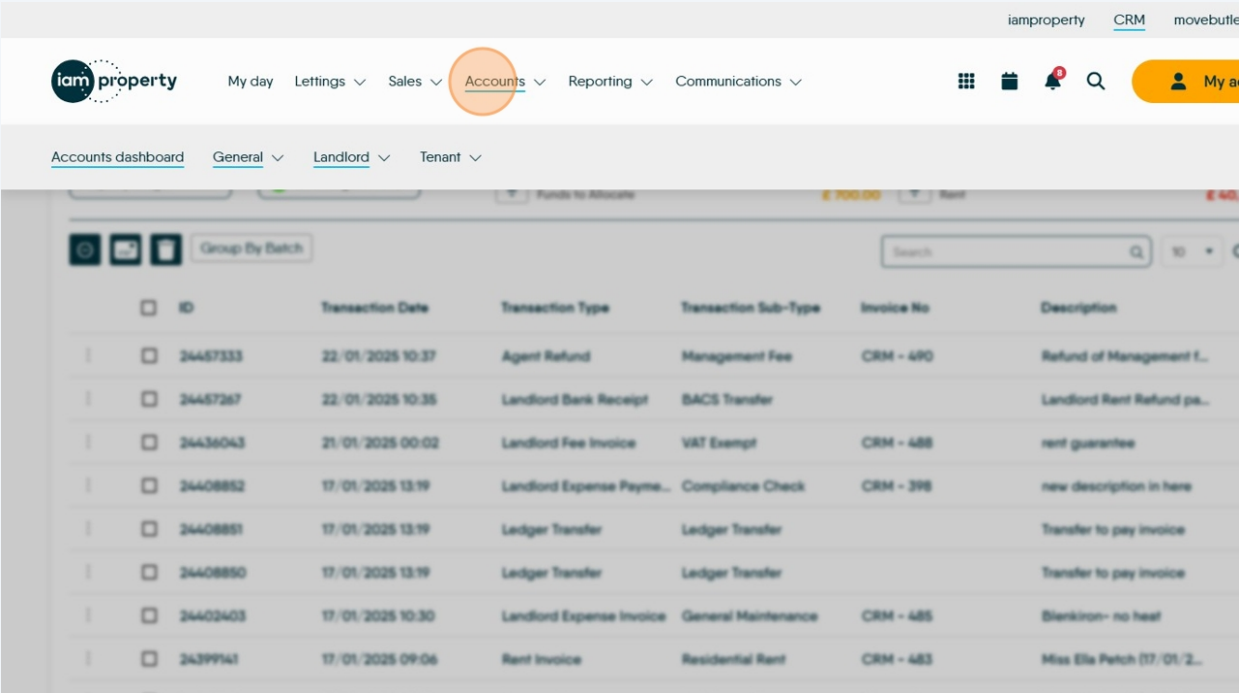 iamproperty CRM movebutle
iam property My day Lettings Sales Accounts Reporting Communications 8 My a
Accounts dashboard General Landlord Tenant
Funds to Allocate £ 700.00 Rent £ 40,
Group By Batch Search 10
ID Transaction Date Transaction Type Transaction Sub-Type Invoice No Description
24457333 22/01/2025 10:37 Agent Refund Management Fee CRM - 490 Refund of Management f...
24457267 22/01/2025 10:35 Landlord Bank Receipt BACS Transfer Landlord Rent Refund pa...
24436043 21/01/2025 00:02 Landlord Fee Invoice VAT Exempt CRM - 488 rent guarantee
24408852 17/01/2025 13:19 Landlord Expense Payme... Compliance Check CRM - 398 new description in here
24408851 17/01/2025 13:19 Ledger Transfer Ledger Transfer Transfer to pay invoice
24408850 17/01/2025 13:19 Ledger Transfer Ledger Transfer Transfer to pay invoice
24402403 17/01/2025 10:30 Landlord Expense Invoice General Maintenance CRM - 485 Blenkiron- no heat
24399141 17/01/2025 09:06 Rent Invoice Residential Rent CRM - 483 Miss Ella Petch (17/01/2...